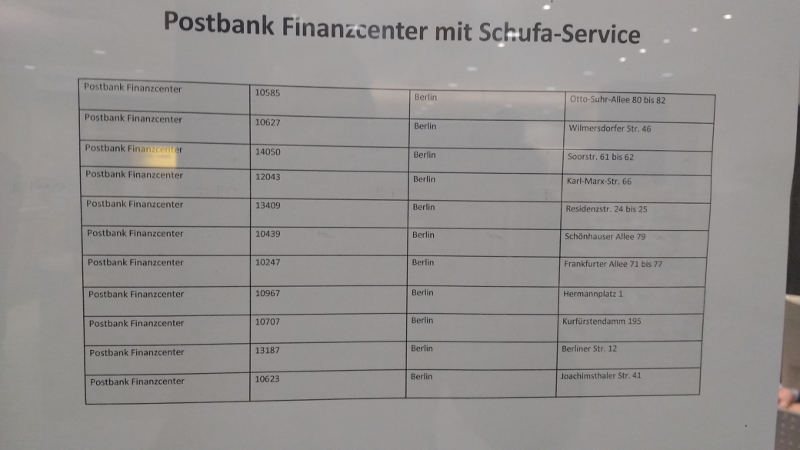 Postbank Finanzcenter mit Schufa-Service
Postbank Finanzcenter 10585 Berlin Otto-Suhr-Allee 80 bis 82
Postbank Finanzcenter 10627 Berlin Wilmersdorfer Str. 46
Postbank Finanzcenter 14050 Berlin Soorstr. 61 bis 62
Postbank Finanzcenter 12043 Berlin Karl-Marx-Str. 66
Postbank Finanzcenter 13409 Berlin Residenzstr. 24 bis 25
Postbank Finanzcenter 10439 Berlin Schönhauser Allee 79
Postbank Finanzcenter 10247 Berlin Frankfurter Allee 71 bis 77
Postbank Finanzcenter 10967 Berlin Hermannplatz 1
Postbank Finanzcenter 10707 Berlin Kurfürstendamm 195
Postbank Finanzcenter 13187 Berlin Berliner Str. 12
Postbank Finanzcenter 10623 Berlin Joachimsthaler Str. 41